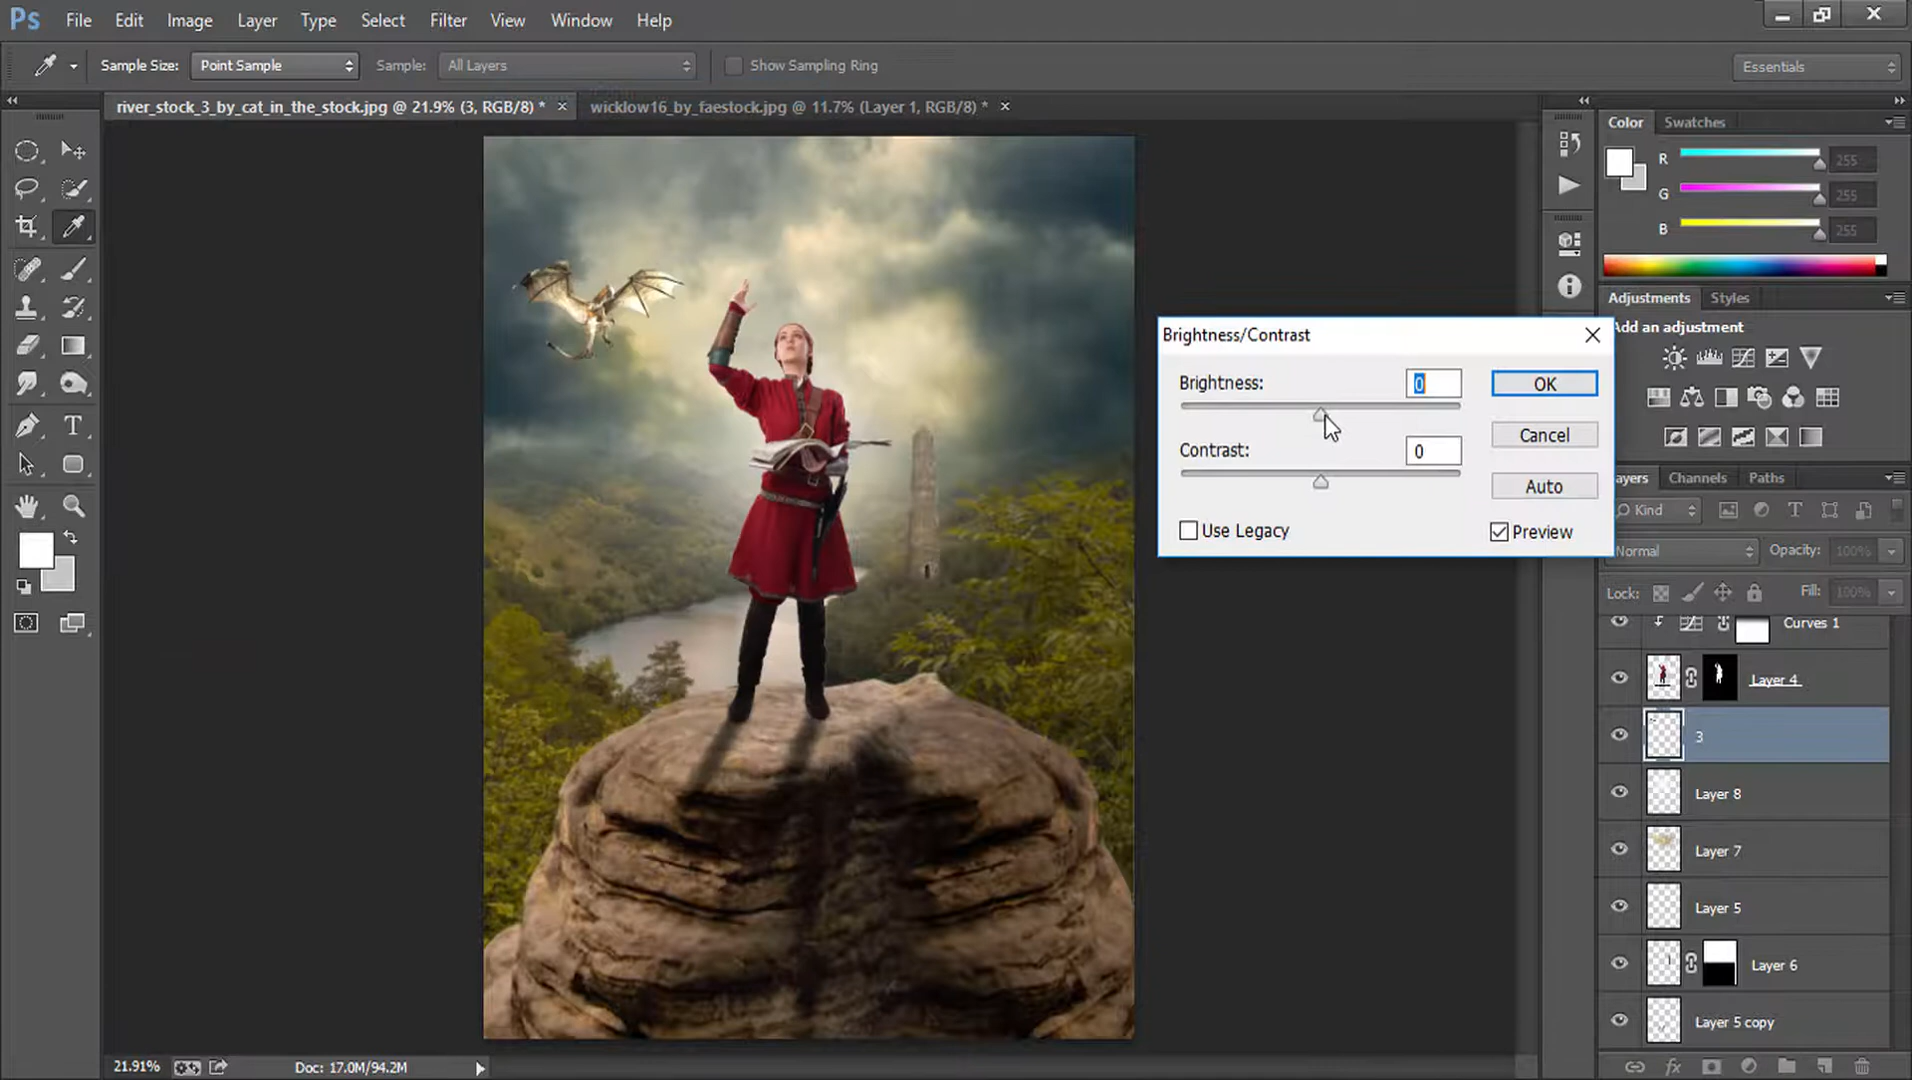 Ps File Edit Image Layer Type Select Filter View Window Help
Sample Size: Point Sample Sample: All Layers Show Sampling Ring Essentials
river_stock_3_by_cat_in_the_stock.jpg @ 21.9% (3, RGB/8) * wicklow16_by_faestock.jpg @ 11.7% (Layer 1, RGB/8) *
Color Swatches
R 255
G 255
B 255
Adjustments Styles
Add an adjustment
Brightness/Contrast
Brightness: 0 OK
Cancel
Contrast: 0
Auto
Use Legacy Preview
Layers Channels Paths
Kind
Normal Opacity: 100%
Lock: Fill: 100%
Curves 1
Layer 4
3
Layer 8
Layer 7
Layer 5
Layer 6
Layer 5 copy
21.91% Doc: 17.0M/94.2M